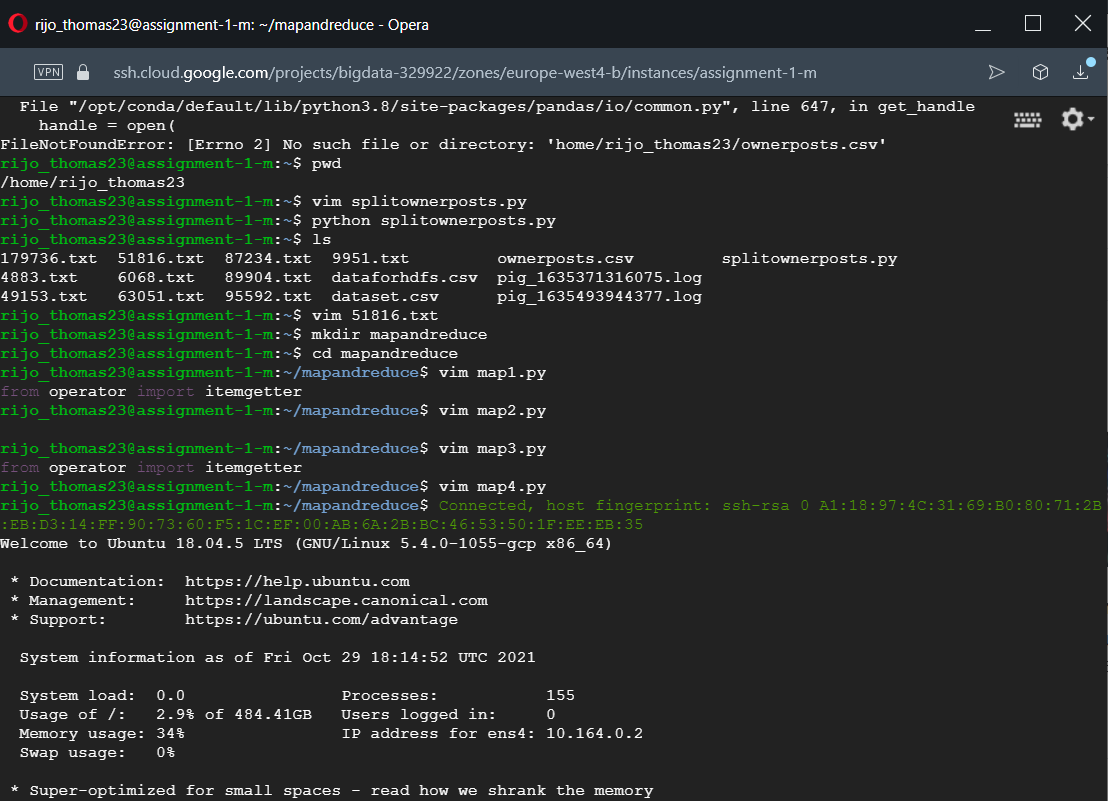 rijo_thomas23@assignment-1-m: ~/mapandreduce - Opera
VPN ssh.cloud.google.com/projects/bigdata-329922/zones/europe-west4-b/instances/assignment-1-m
  File "/opt/conda/default/lib/python3.8/site-packages/pandas/io/common.py", line 647, in get_handle
    handle = open(
FileNotFoundError: [Errno 2] No such file or directory: 'home/rijo_thomas23/ownerposts.csv'
rijo_thomas23@assignment-1-m:~$ pwd
/home/rijo_thomas23
rijo_thomas23@assignment-1-m:~$ vim splitownerposts.py
rijo_thomas23@assignment-1-m:~$ python splitownerposts.py
rijo_thomas23@assignment-1-m:~$ ls
179736.txt  51816.txt  87234.txt  9951.txt         ownerposts.csv         splitownerposts.py
4883.txt    6068.txt   89904.txt  dataforhdfs.csv  pig_1635371316075.log
49153.txt   63051.txt  95592.txt  dataset.csv      pig_1635493944377.log
rijo_thomas23@assignment-1-m:~$ vim 51816.txt
rijo_thomas23@assignment-1-m:~$ mkdir mapandreduce
rijo_thomas23@assignment-1-m:~$ cd mapandreduce
rijo_thomas23@assignment-1-m:~/mapandreduce$ vim map1.py
from operator import itemgetter
rijo_thomas23@assignment-1-m:~/mapandreduce$ vim map2.py
rijo_thomas23@assignment-1-m:~/mapandreduce$ vim map3.py
from operator import itemgetter
rijo_thomas23@assignment-1-m:~/mapandreduce$ vim map4.py
rijo_thomas23@assignment-1-m:~/mapandreduce$ Connected, host fingerprint: ssh-rsa 0 A1:18:97:4C:31:69:B0:80:71:2B
:EB:D3:14:FF:90:73:60:F5:1C:EF:00:AB:6A:2B:BC:46:53:50:1F:EE:EB:35
Welcome to Ubuntu 18.04.5 LTS (GNU/Linux 5.4.0-1055-gcp x86_64)
 * Documentation:  https://help.ubuntu.com
 * Management:     https://landscape.canonical.com
 * Support:        https://ubuntu.com/advantage
  System information as of Fri Oct 29 18:14:52 UTC 2021
  System load:  0.0                Processes:           155
  Usage of /:   2.9% of 484.41GB   Users logged in:     0
  Memory usage: 34%                IP address for ens4: 10.164.0.2
  Swap usage:   0%
 * Super-optimized for small spaces - read how we shrank the memory